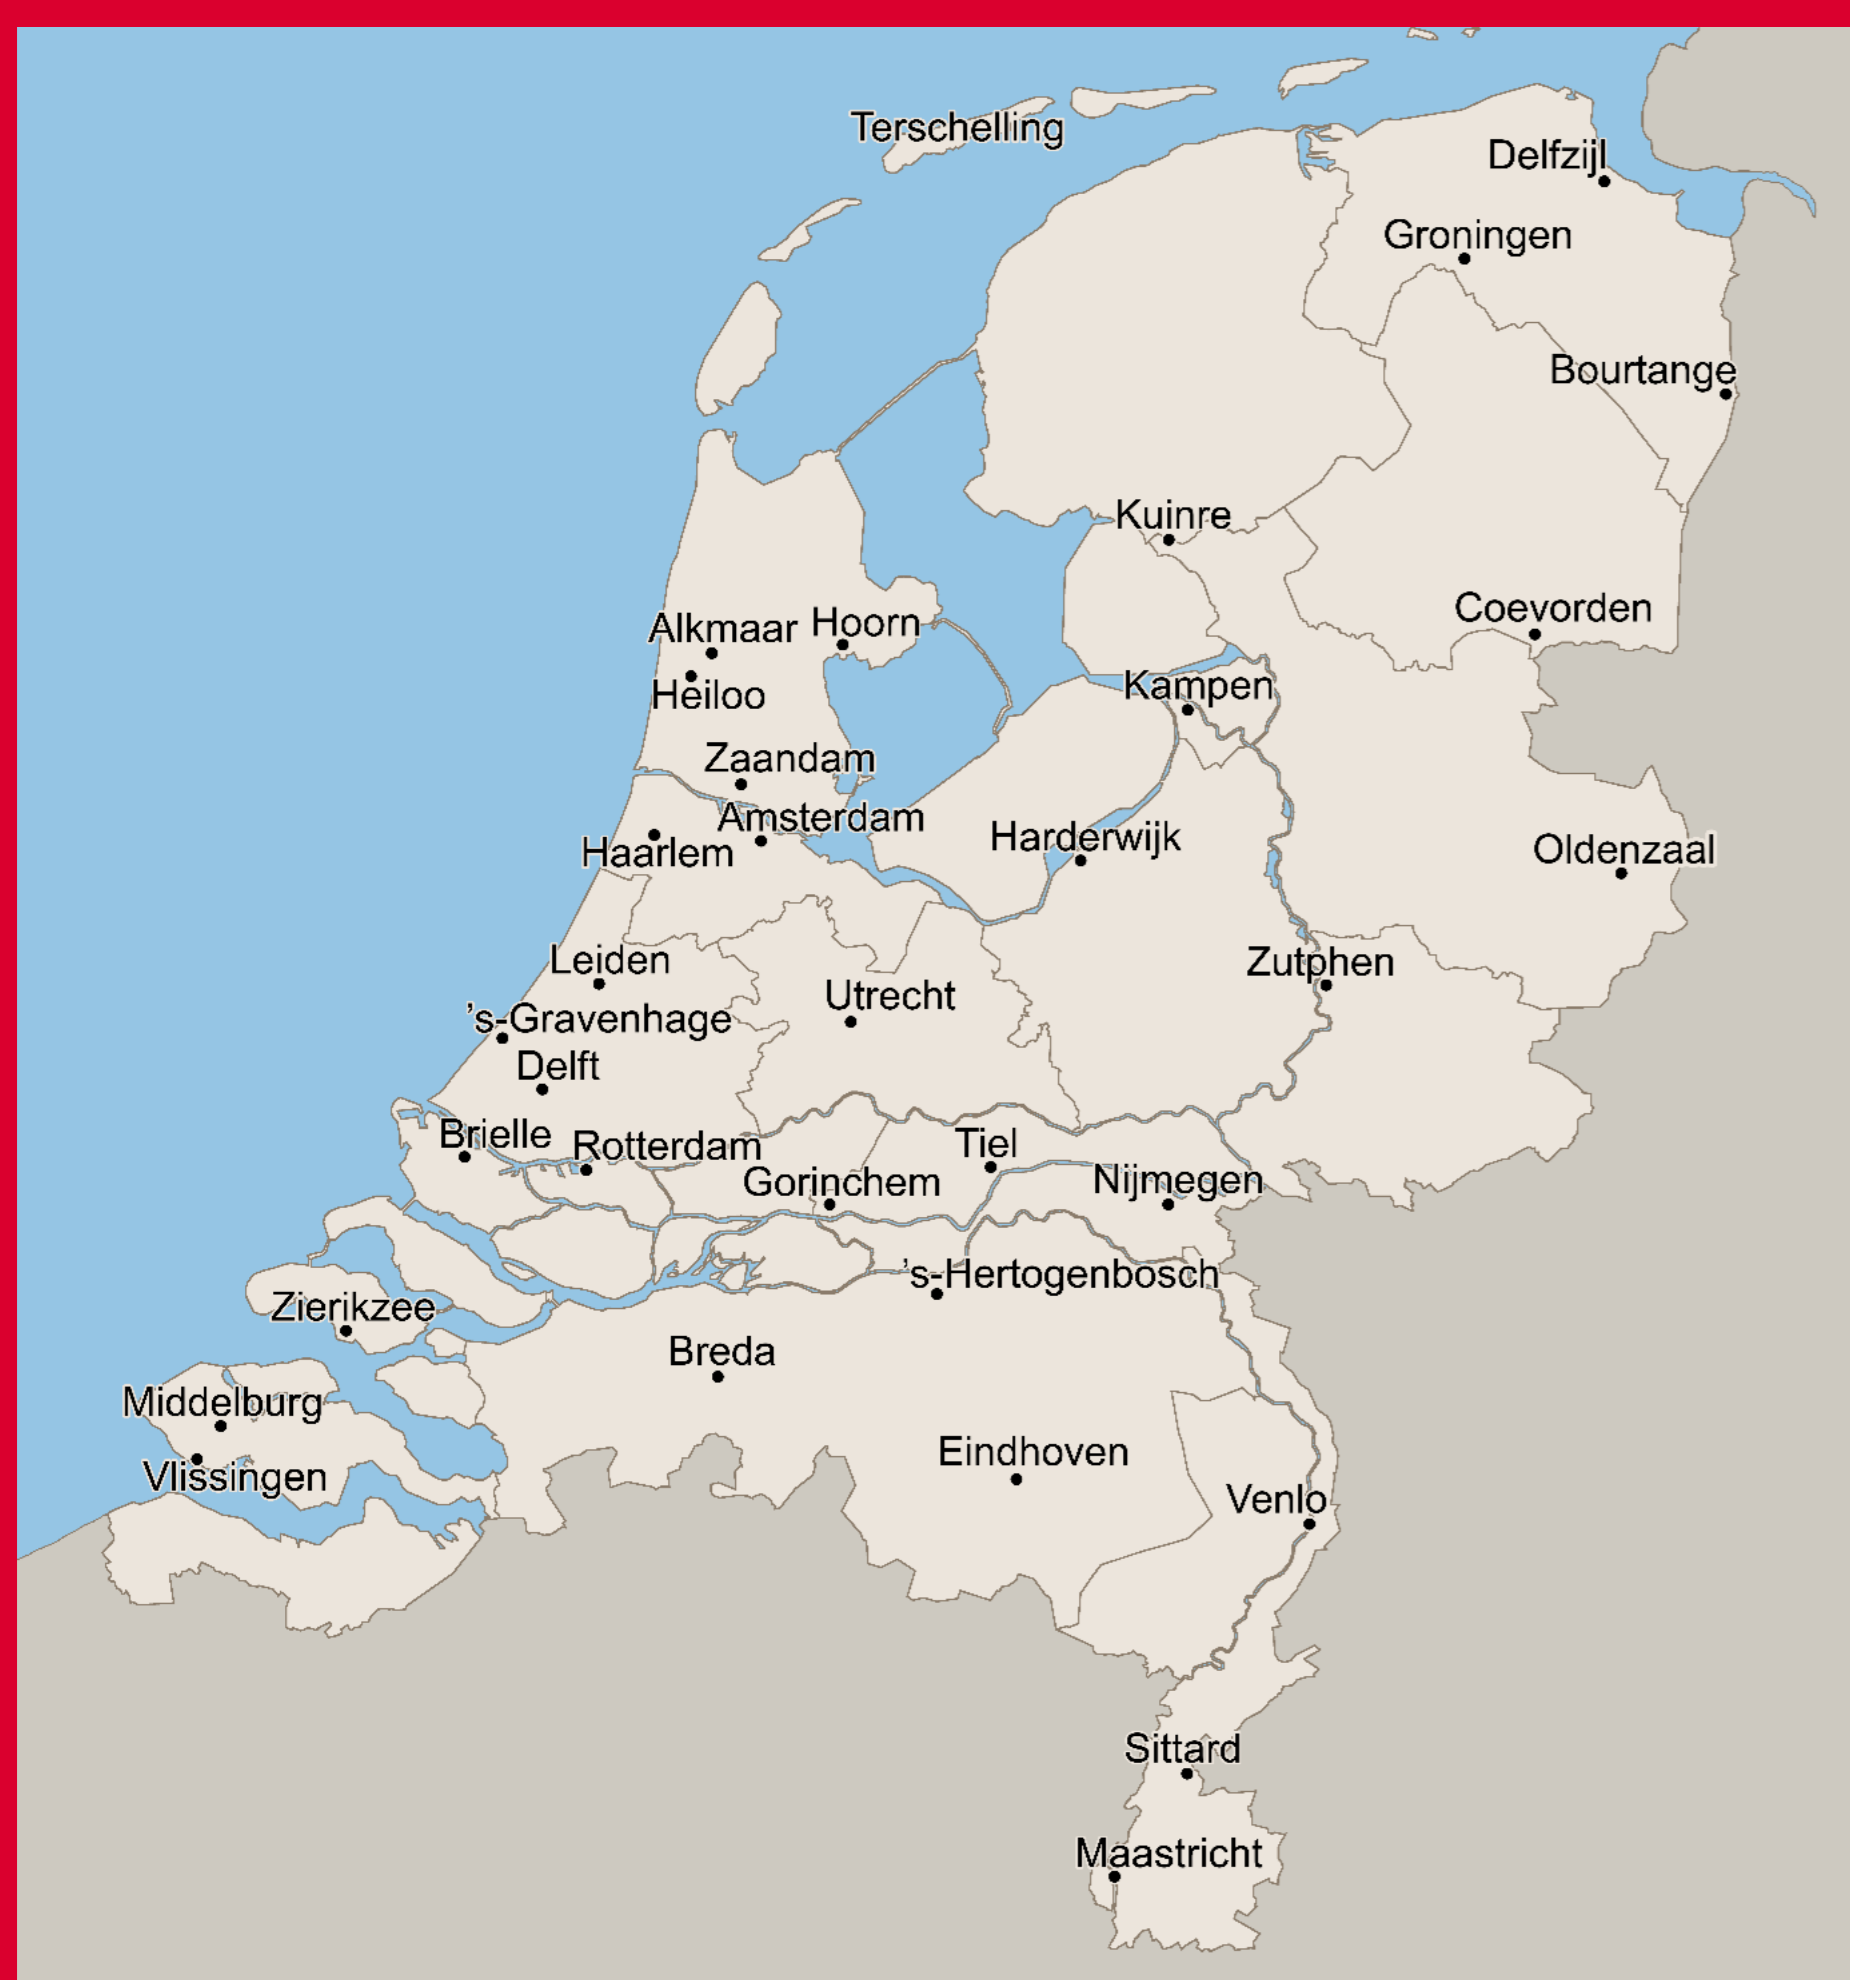 Terschelling
Delfzijl
Groningen
Bourtange
Kuinre
Coevorden
Alkmaar
Hoorn
Heiloo
Kampen
Zaandam
Amsterdam
Haarlem
Harderwijk
Oldenzaal
Leiden
Zutphen
Utrecht
's-Gravenhage
Delft
Brielle
Rotterdam
Tiel
Gorinchem
Nijmegen
's-Hertogenbosch
Zierikzee
Breda
Middelburg
Eindhoven
Vlissingen
Venlo
Sittard
Maastricht